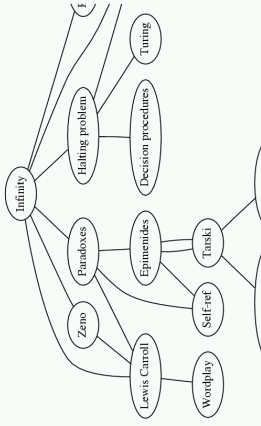 Infinity
Halting problem
Turing
Decision procedures
Paradoxes
Epimenides
Tarski
Self-ref
Zeno
Lewis Carroll
Wordplay